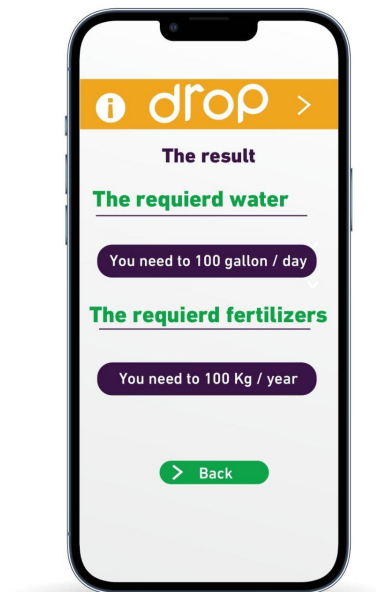 drop
The result
The requierd water
You need to 100 gallon / day
The requierd fertilizers
You need to 100 Kg / year
Back